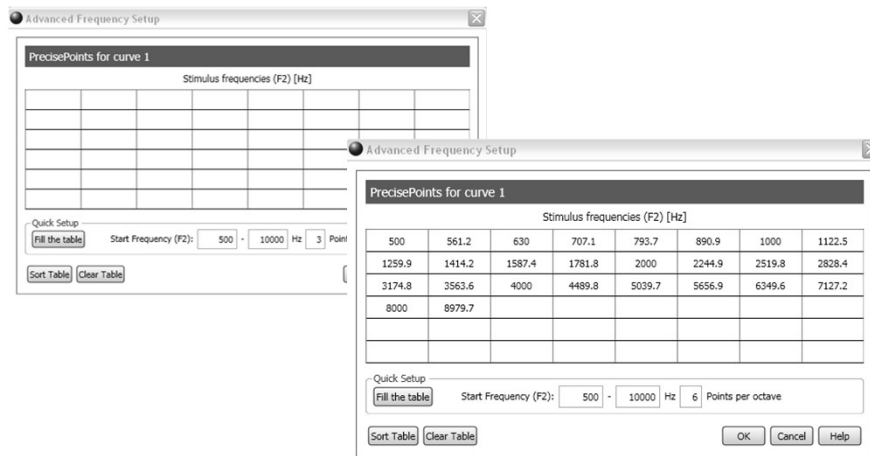 Advanced Frequency Setup
PrecisePoints for curve 1
Stimulus frequencies (F2) [Hz]
Quick Setup
Fill the table Start Frequency (F2): 500 - 10000 Hz 3 Poin
Sort Table Clear Table
Advanced Frequency Setup
PrecisePoints for curve 1
Stimulus frequencies (F2) [Hz]
500 561.2 630 707.1 793.7 890.9 1000 1122.5
1259.9 1414.2 1587.4 1781.8 2000 2244.9 2519.8 2828.4
3174.8 3563.6 4000 4489.8 5039.7 5656.9 6349.6 7127.2
8000 8979.7
Quick Setup
Fill the table Start Frequency (F2): 500 - 10000 Hz 6 Points per octave
Sort Table Clear Table OK Cancel Help